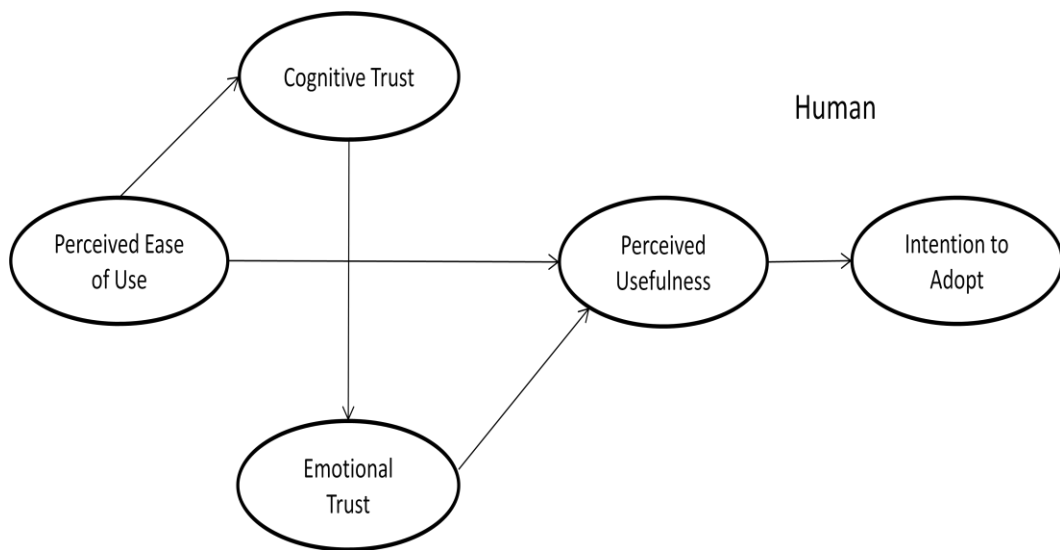 Cognitive Trust
Human
Perceived Ease
of Use
Perceived
Usefulness
Intention to
Adopt
Emotional
Trust